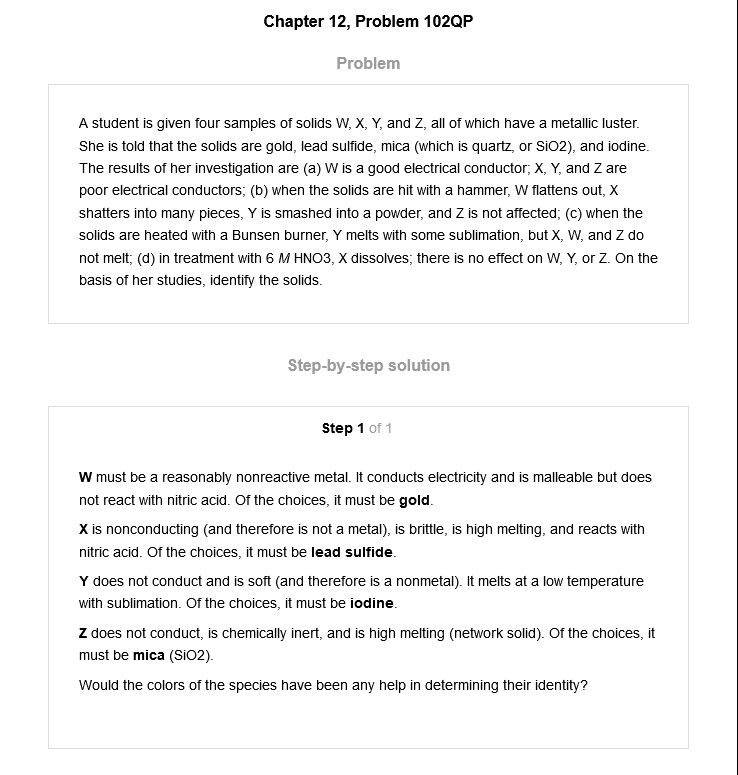 Chapter 12, Problem 102QP
Problem
A student is given four samples of solids W, X, Y, and Z, all of which have a metallic luster.
She is told that the solids are gold, lead sulfide, mica (which is quartz, or SiO2), and iodine.
The results of her investigation are (a) W is a good electrical conductor; X, Y, and Z are
poor electrical conductors; (b) when the solids are hit with a hammer, W flattens out, X
shatters into many pieces, Y is smashed into a powder, and Z is not affected; (c) when the
solids are heated with a Bunsen burner, Y melts with some sublimation, but X, W, and Z do
not melt; (d) in treatment with 6 M HNO3, X dissolves; there is no effect on W, Y, or Z. On the
basis of her studies, identify the solids.
Step-by-step solution
Step 1 of 1
W must be a reasonably nonreactive metal. It conducts electricity and is malleable but does
not react with nitric acid. Of the choices, it must be gold.
X is nonconducting (and therefore is not a metal), is brittle, is high melting, and reacts with
nitric acid. Of the choices, it must be lead sulfide.
Y does not conduct and is soft (and therefore is a nonmetal). It melts at a low temperature
with sublimation. Of the choices, it must be iodine.
Z does not conduct, is chemically inert, and is high melting (network solid). Of the choices, it
must be mica (SiO2).
Would the colors of the species have been any help in determining their identity?